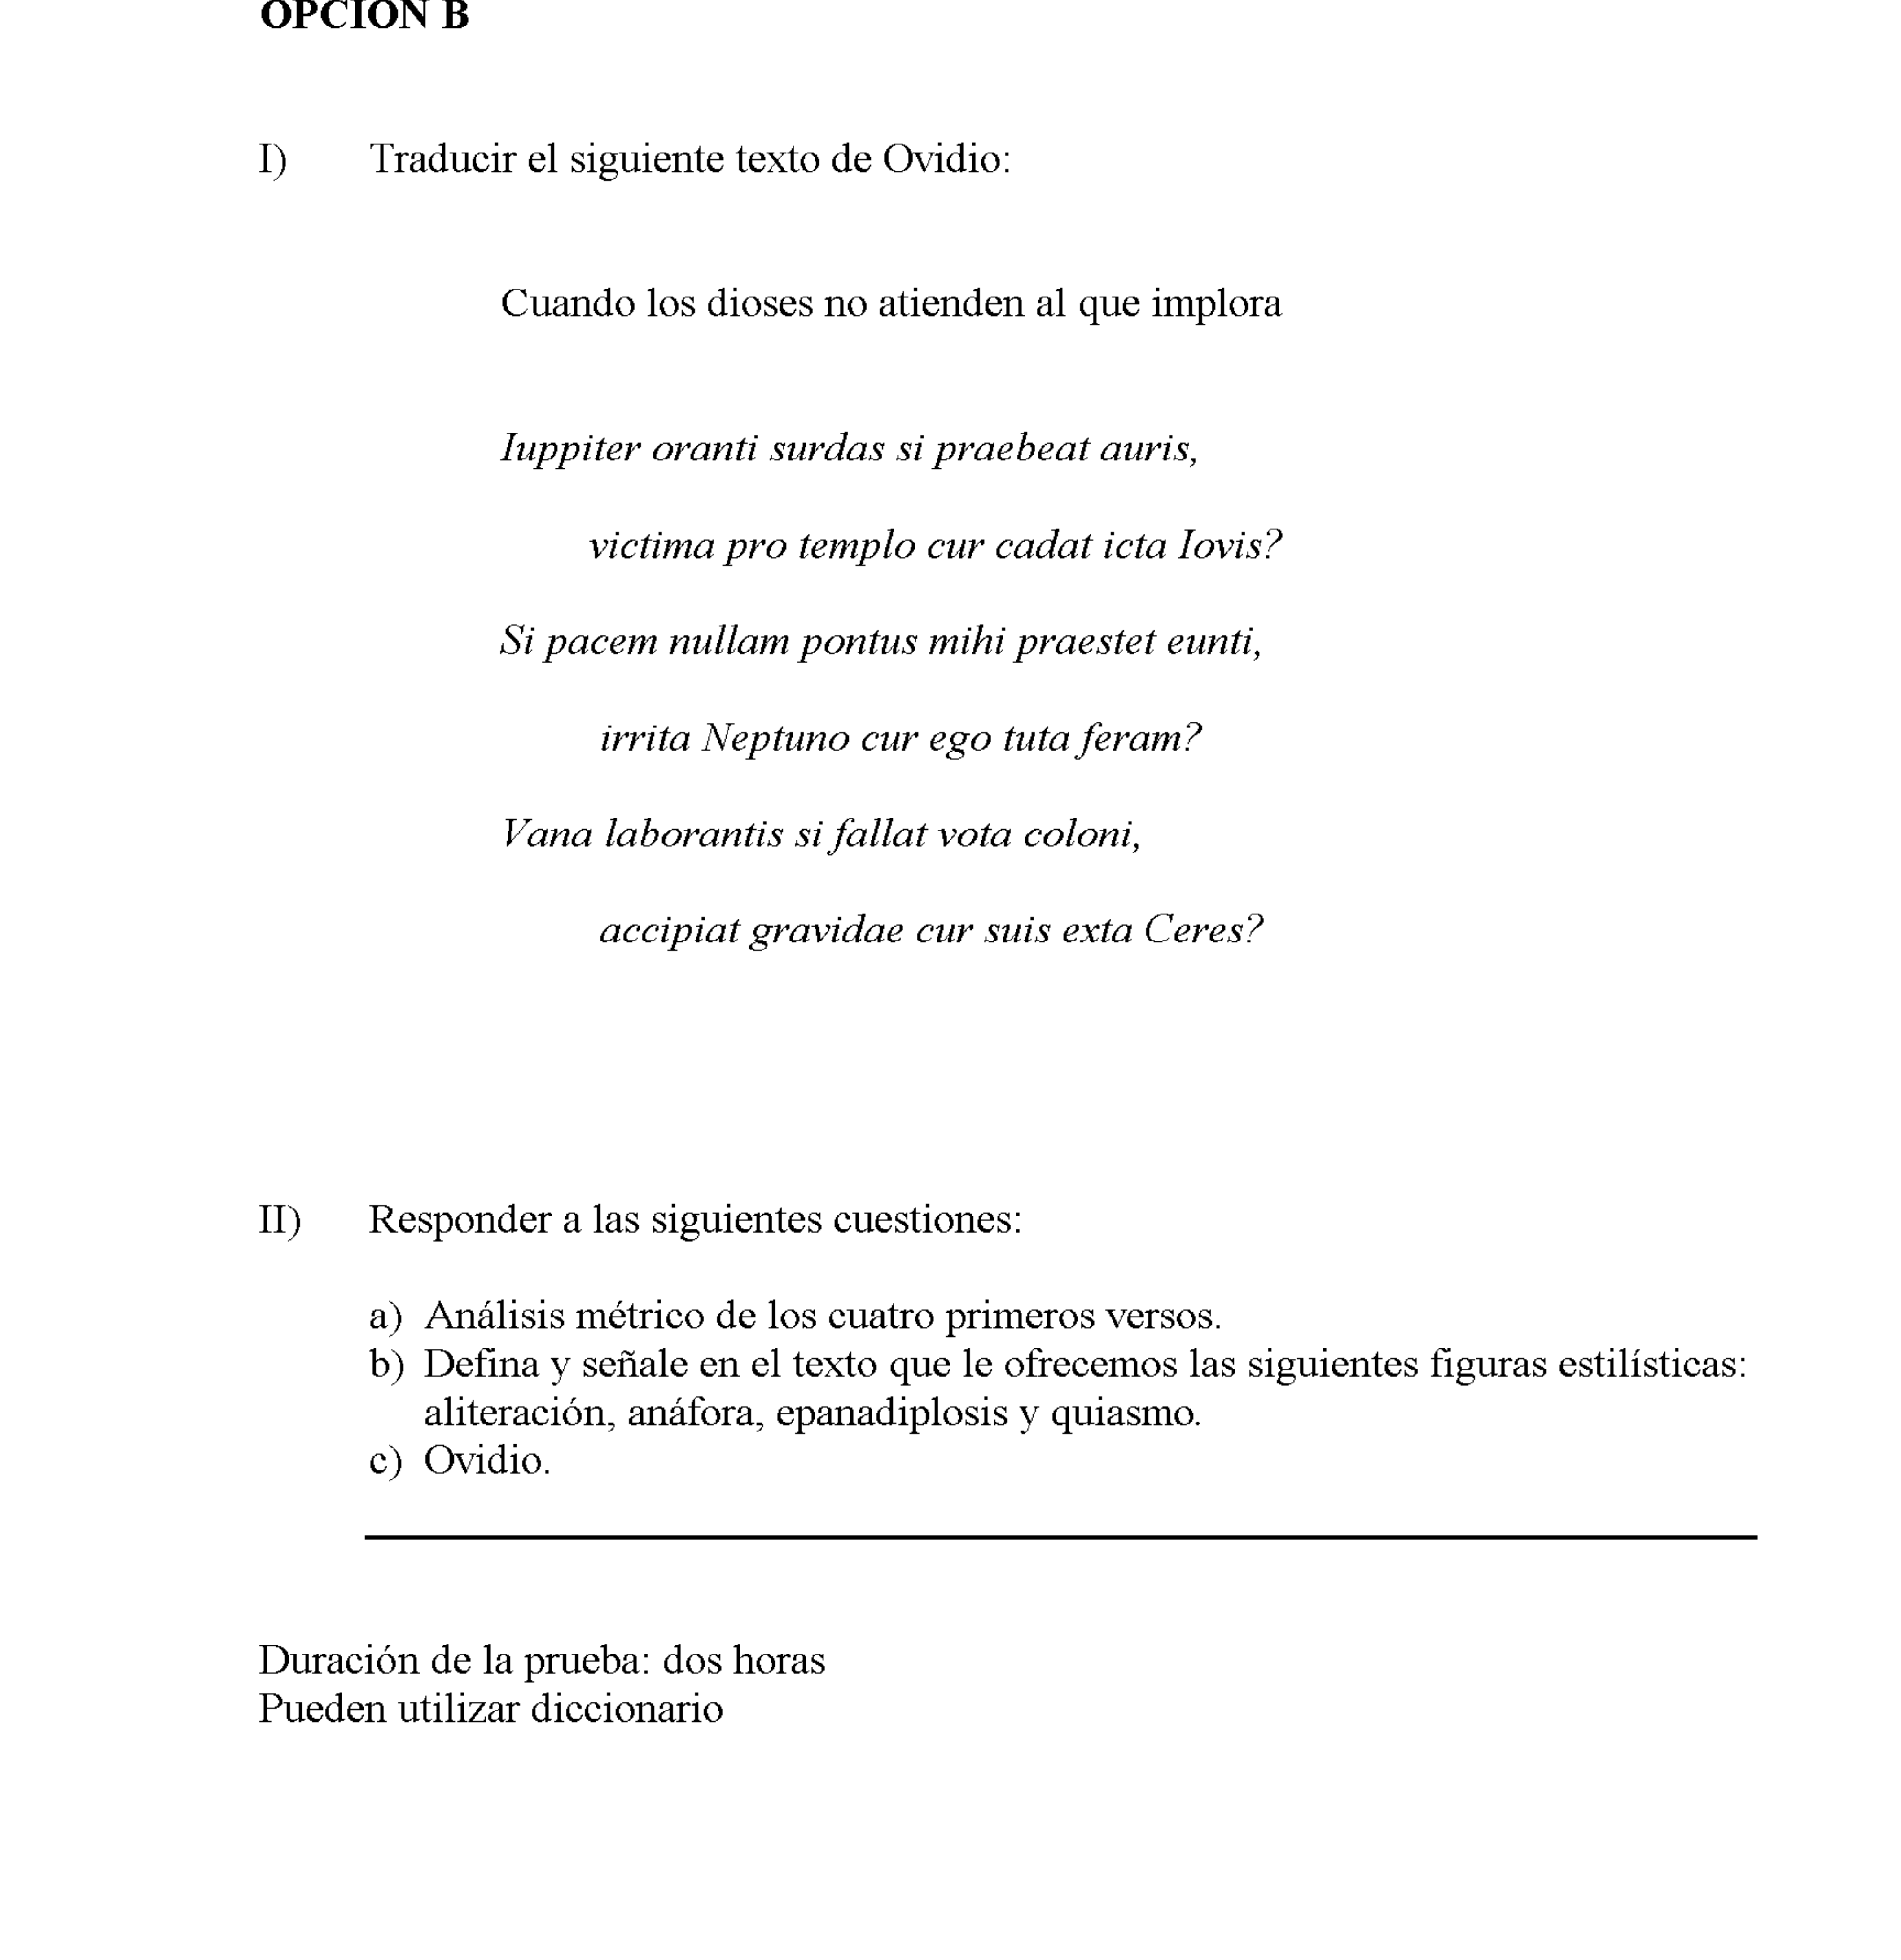 OPCIÓN B
I) Traducir el siguiente texto de Ovidio:
Cuando los dioses no atienden al que implora
Iuppiter oranti surdas si praebeat auris,
victima pro templo cur cadat icta Iovis?
Si pacem nullam pontus mihi praestet eunti,
irrita Neptuno cur ego tuta feram?
Vana laborantis si fallat vota coloni,
accipiat gravidae cur suis exta Ceres?
II) Responder a las siguientes cuestiones:
a) Análisis métrico de los cuatro primeros versos.
b) Defina y señale en el texto que le ofrecemos las siguientes figuras estilísticas:
aliteración, anáfora, epanadiplosis y quiasmo.
c) Ovidio.
Duración de la prueba: dos horas
Pueden utilizar diccionario